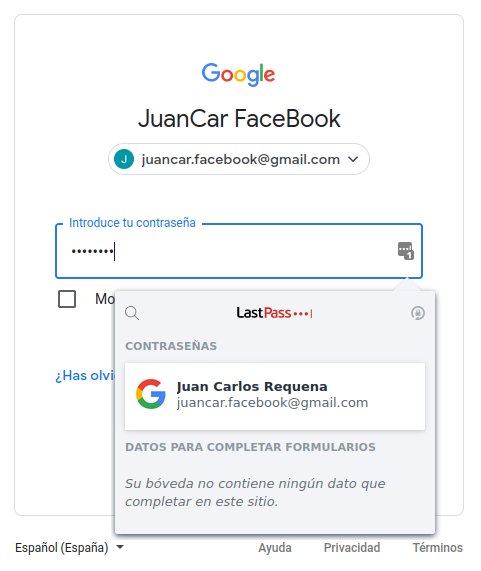 Google
JuanCar FaceBook
J juancar.facebook@gmail.com
Introduce tu contraseña
••••••••
1
Mo
LastPass•••|
CONTRASEÑAS
Juan Carlos Requena
juancar.facebook@gmail.com
¿Has olvi
DATOS PARA COMPLETAR FORMULARIOS
Su bóveda no contiene ningún dato que
completar en este sitio.
Español (España)
Ayuda
Privacidad
Términos